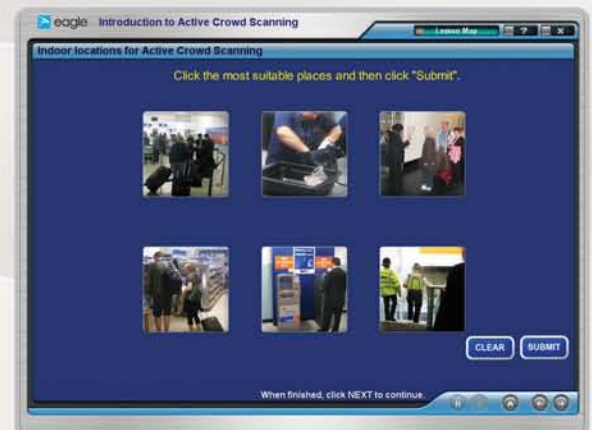 eagle Introduction to Active Crowd Scanning
Lesson Map ? X
Indoor locations for Active Crowd Scanning
Click the most suitable places and then click "Submit".
CLEAR SUBMIT
When finished, click NEXT to continue.